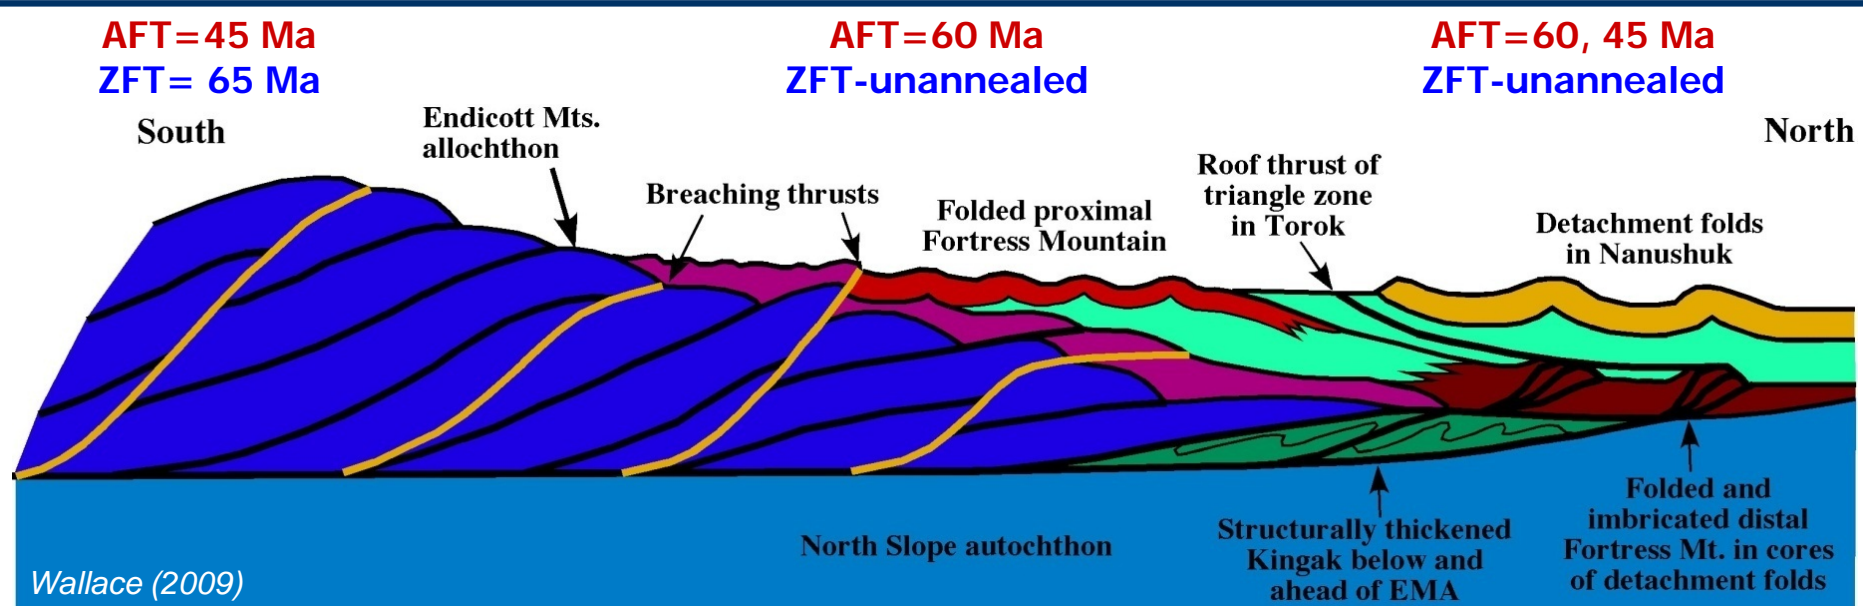 AFT=45 Ma
ZFT= 65 Ma
AFT=60 Ma
ZFT-unannealed
AFT=60, 45 Ma
ZFT-unannealed
South
North
Endicott Mts.
allochthon
Breaching thrusts
Folded proximal
Fortress Mountain
Roof thrust of
triangle zone
in Torok
Detachment folds
in Nanushuk
North Slope autochthon
Structurally thickened
Kingak below and
ahead of EMA
Folded and
imbricated distal
Fortress Mt. in cores
of detachment folds
Wallace (2009)